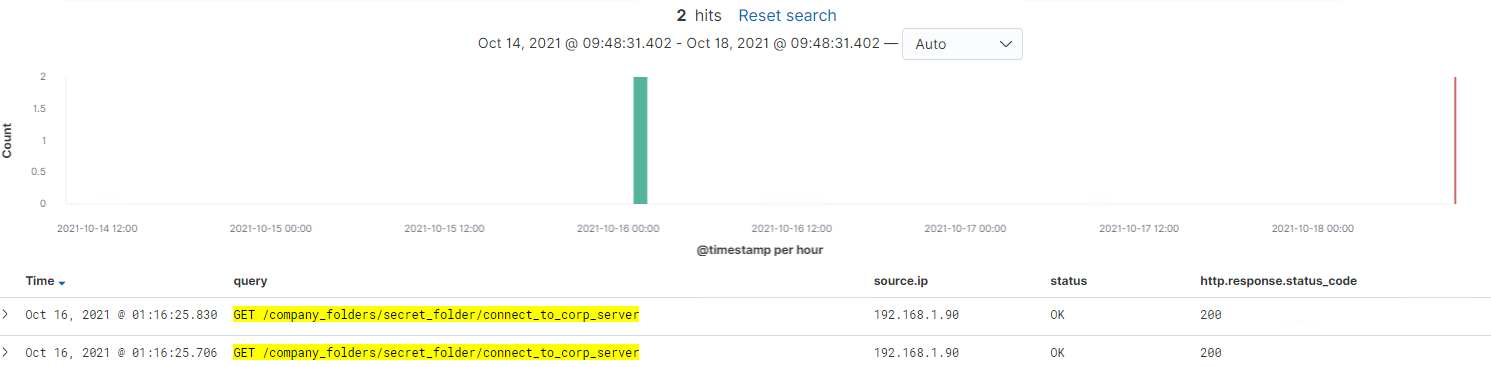 2 hits Reset search
Oct 14, 2021 @ 09:48:31.402 - Oct 18, 2021 @ 09:48:31.402 — Auto
2
1.5
1
0.5
0
Count
2021-10-14 12:00 2021-10-15 00:00 2021-10-15 12:00 2021-10-16 00:00 2021-10-16 12:00 2021-10-17 00:00 2021-10-17 12:00 2021-10-18 00:00
@timestamp per hour
Time query source.ip status http.response.status_code
Oct 16, 2021 @ 01:16:25.830 GET /company_folders/secret_folder/connect_to_corp_server 192.168.1.90 OK 200
Oct 16, 2021 @ 01:16:25.706 GET /company_folders/secret_folder/connect_to_corp_server 192.168.1.90 OK 200